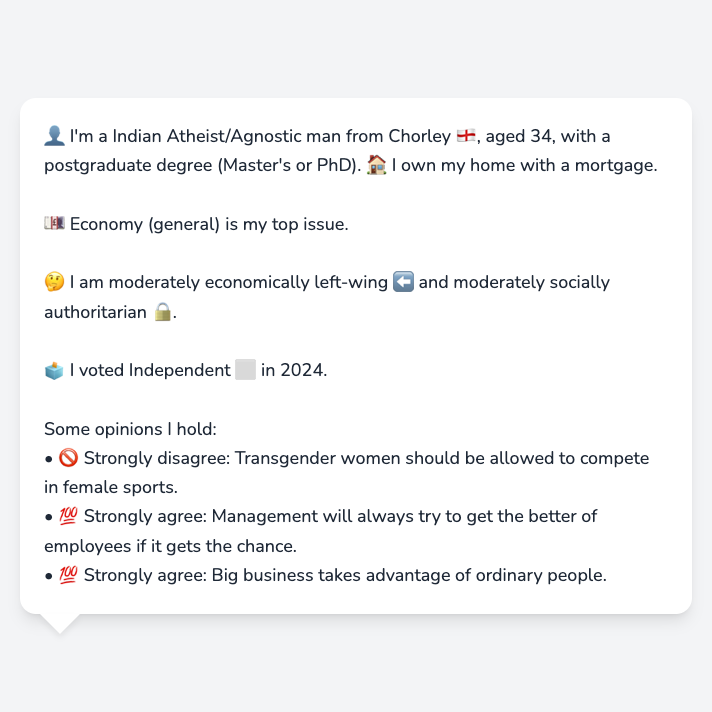 👤 I'm a Indian Atheist/Agnostic man from Chorley 🏴󠁧󠁢󠁥󠁮󠁧󠁿, aged 34, with a
postgraduate degree (Master's or PhD). 🏠 I own my home with a mortgage.
💷 Economy (general) is my top issue.
🤔 I am moderately economically left-wing ⬅️ and moderately socially
authoritarian 🔒.
🗳️ I voted Independent ⬜ in 2024.
Some opinions I hold:
• 🚫 Strongly disagree: Transgender women should be allowed to compete
in female sports.
• 💯 Strongly agree: Management will always try to get the better of
employees if it gets the chance.
• 💯 Strongly agree: Big business takes advantage of ordinary people.